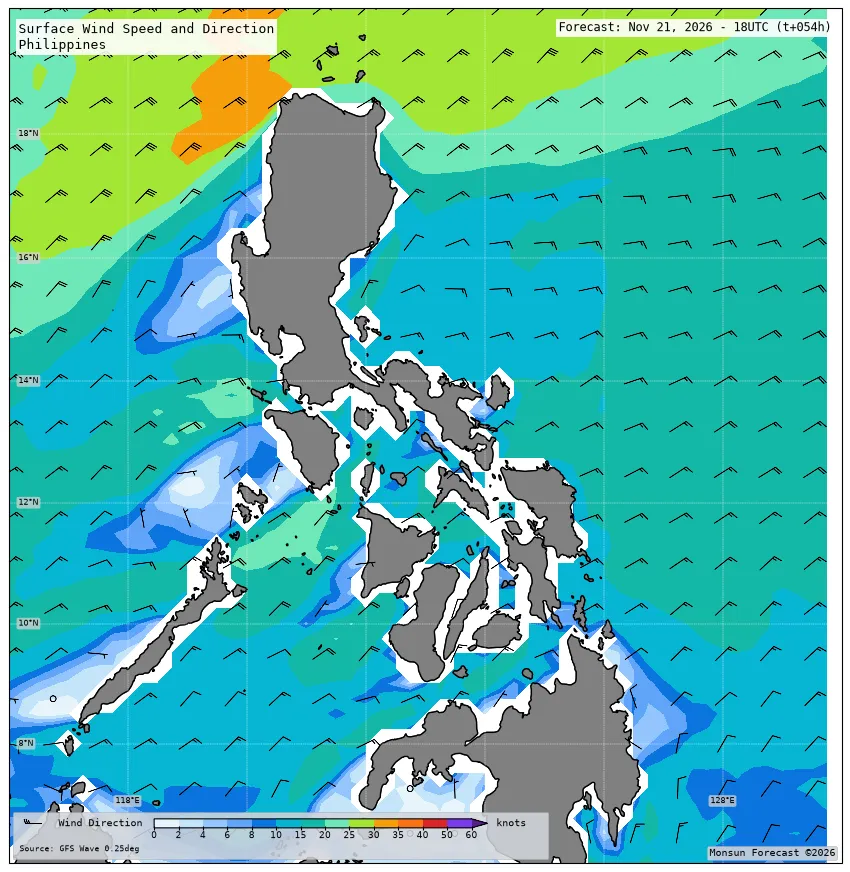 Surface Wind Speed and Direction
Philippines
Forecast: Nov 21, 2026 - 18UTC (t+054h)
18°N
16°N
14°N
12°N
10°N
8°N
118°E
128°E
Wind Direction
knots
0 2 4 6 8 10 15 20 25 30 35 40 50 60
Source: GFS Wave 0.25deg
Monsun Forecast ©2026